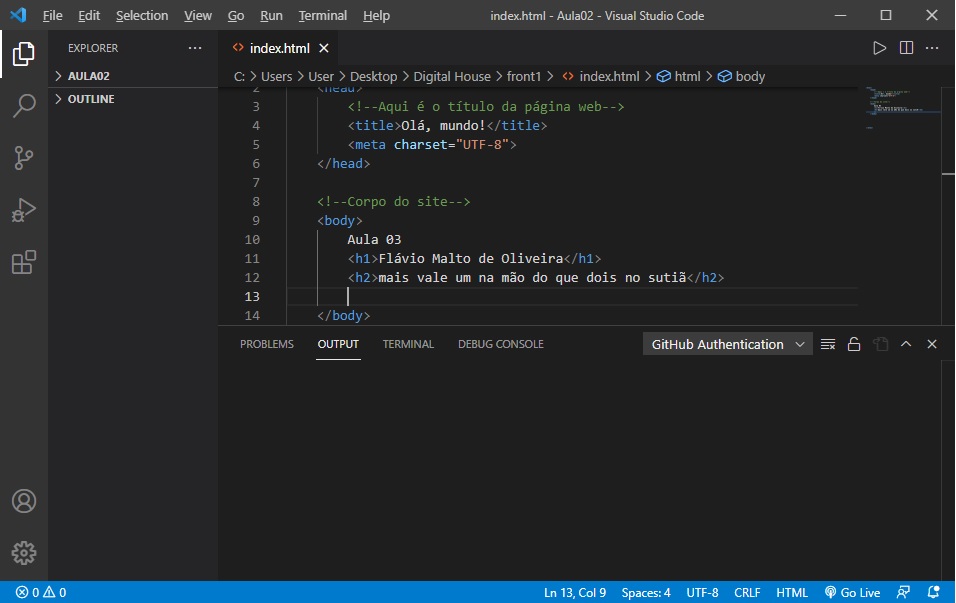 File Edit Selection View Go Run Terminal Help index.html - Aula02 - Visual Studio Code
EXPLORER
AULA02
OUTLINE
index.html
C: > Users > User > Desktop > Digital House > front1 > index.html > html > body
2 <head>
3 <!--Aqui é o título da página web-->
4 <title>Olá, mundo!</title>
5 <meta charset="UTF-8">
6 </head>
7
8 <!--Corpo do site-->
9 <body>
10 Aula 03
11 <h1>Flávio Malto de Oliveira</h1>
12 <h2>mais vale um na mão do que dois no sutiã</h2>
13
14 </body>
PROBLEMS OUTPUT TERMINAL DEBUG CONSOLE GitHub Authentication
0 0 Ln 13, Col 9 Spaces: 4 UTF-8 CRLF HTML Go Live